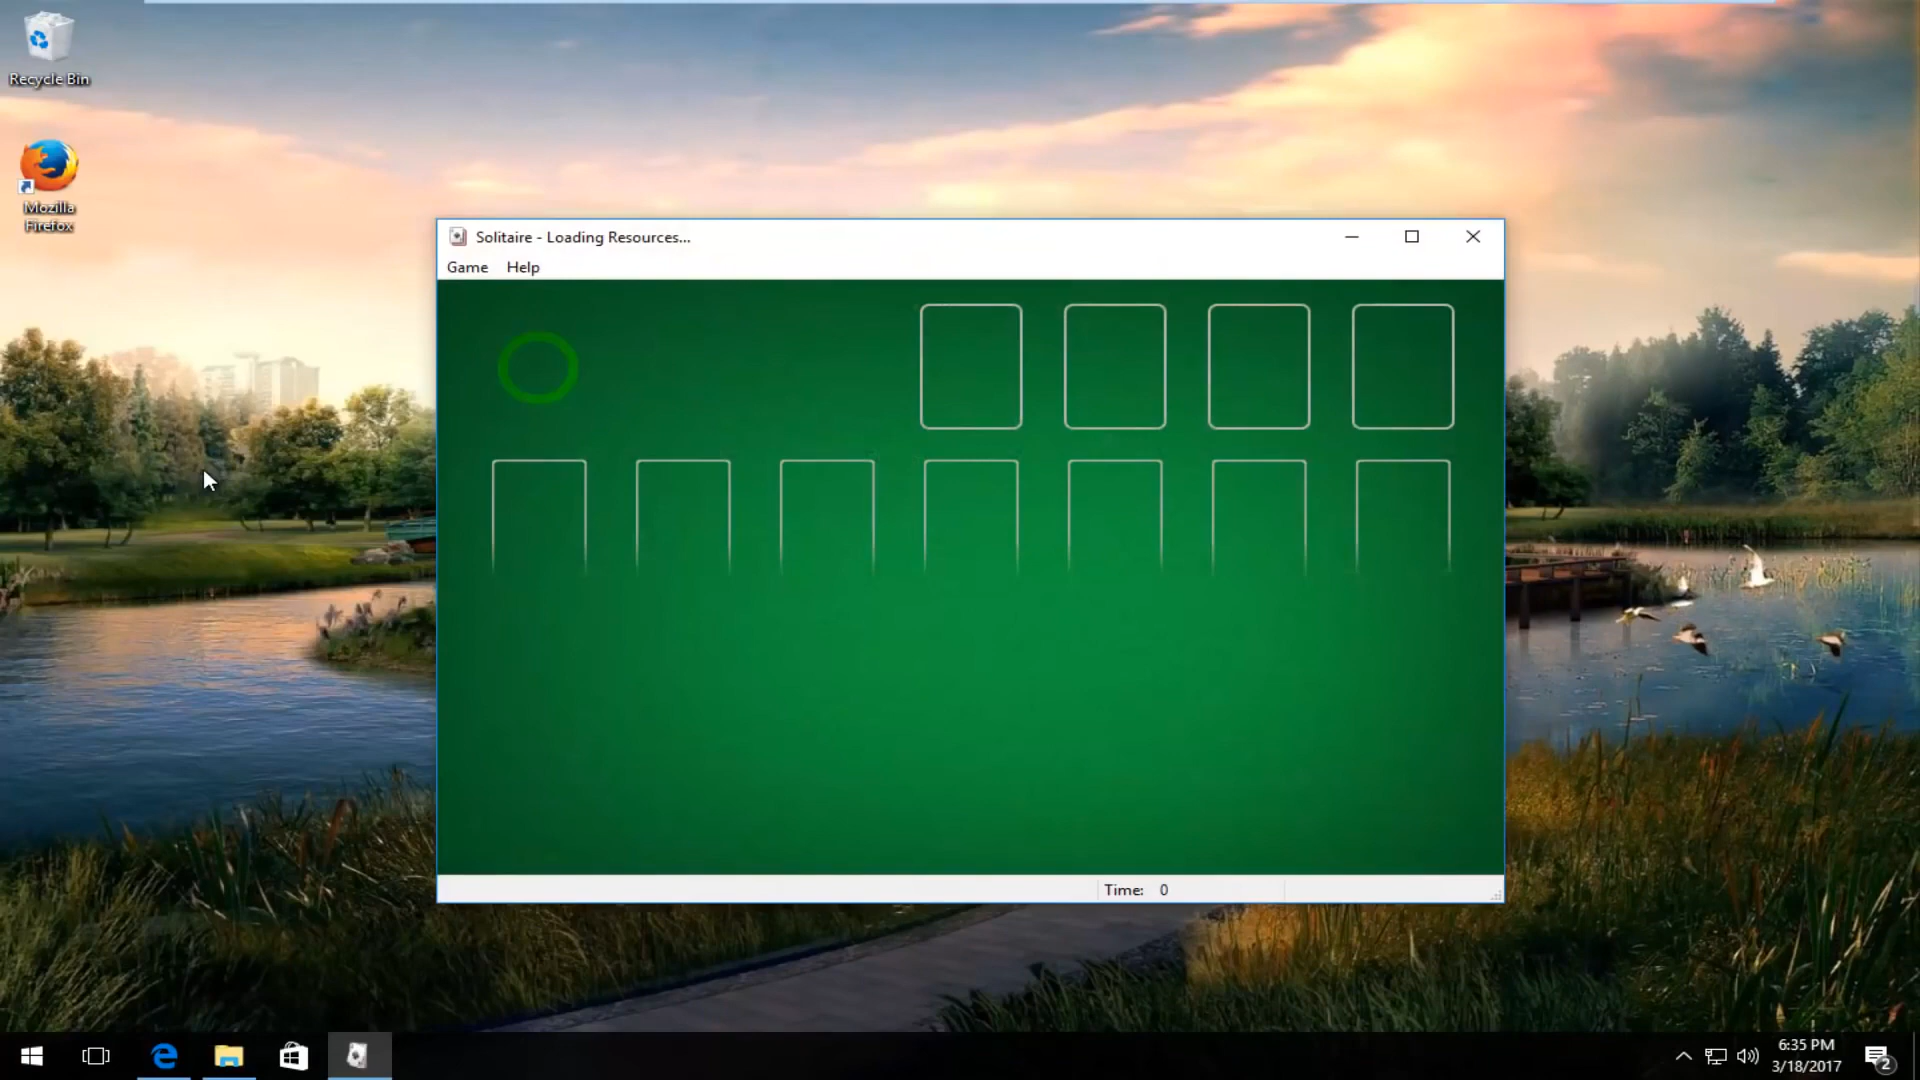 Recycle Bin
Mozilla
Firefox
Solitaire - Loading Resources...
Game Help
Time: 0
6:35 PM
3/18/2017
2